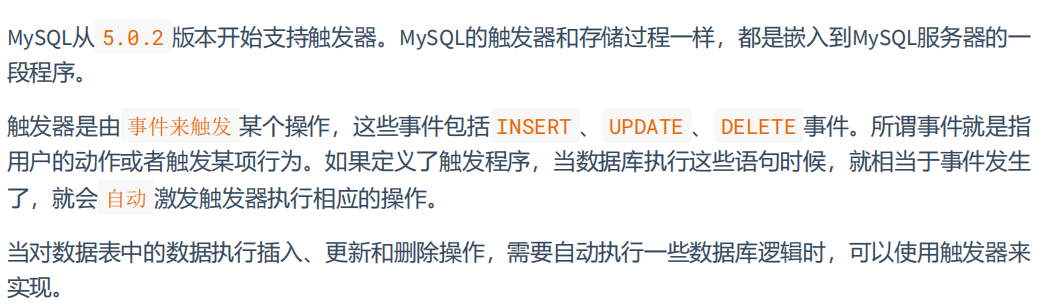 MySQL从 5.0.2 版本开始支持触发器。MySQL的触发器和存储过程一样，都是嵌入到MySQL服务器的一
段程序。
触发器是由 事件来触发 某个操作，这些事件包括 INSERT 、 UPDATE 、 DELETE 事件。所谓事件就是指
用户的动作或者触发某项行为。如果定义了触发程序，当数据库执行这些语句时候，就相当于事件发生
了，就会 自动 激发触发器执行相应的操作。
当对数据表中的数据执行插入、更新和删除操作，需要自动执行一些数据库逻辑时，可以使用触发器来
实现。